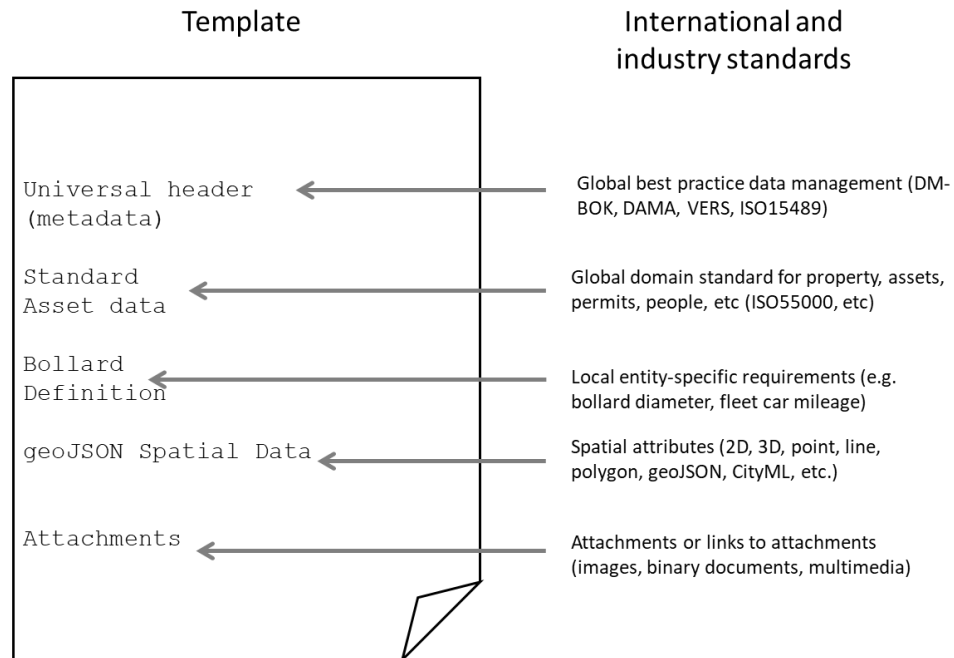 Template
International and
industry standards
Universal header
(metadata)
Global best practice data management (DM-
BOK, DAMA, VERS, ISO15489)
Standard
Asset data
Global domain standard for property, assets,
permits, people, etc (ISO55000, etc)
Bollard
Definition
Local entity-specific requirements (e.g.
bollard diameter, fleet car mileage)
geoJSON Spatial Data
Spatial attributes (2D, 3D, point, line,
polygon, geoJSON, CityML, etc.)
Attachments
Attachments or links to attachments
(images, binary documents, multimedia)